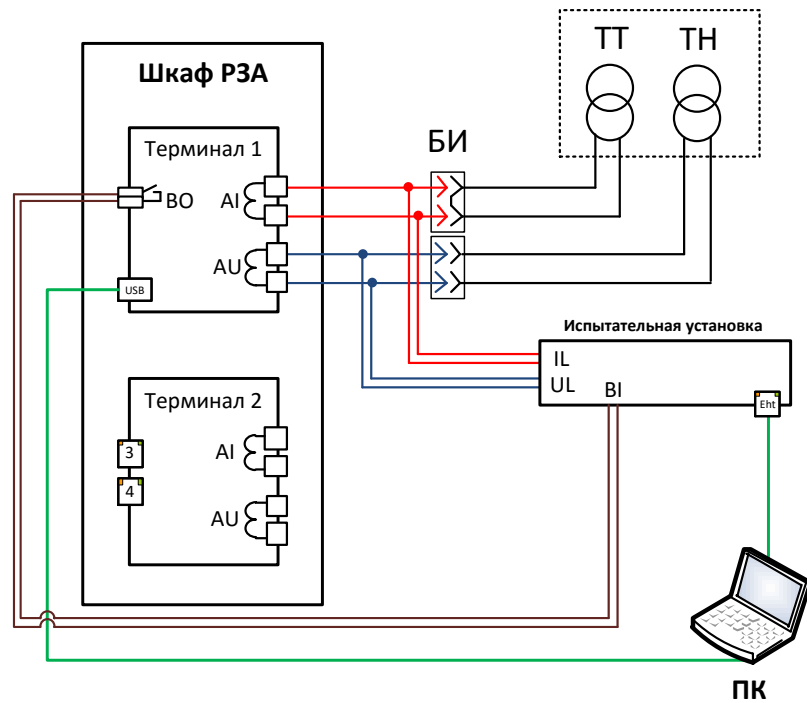 ТТ
ТН
Шкаф РЗА
БИ
Терминал 1
BO
AI
AU
USB
Испытательная установка
IL
UL
BI
Eht
Терминал 2
3
4
AI
AU
ПК